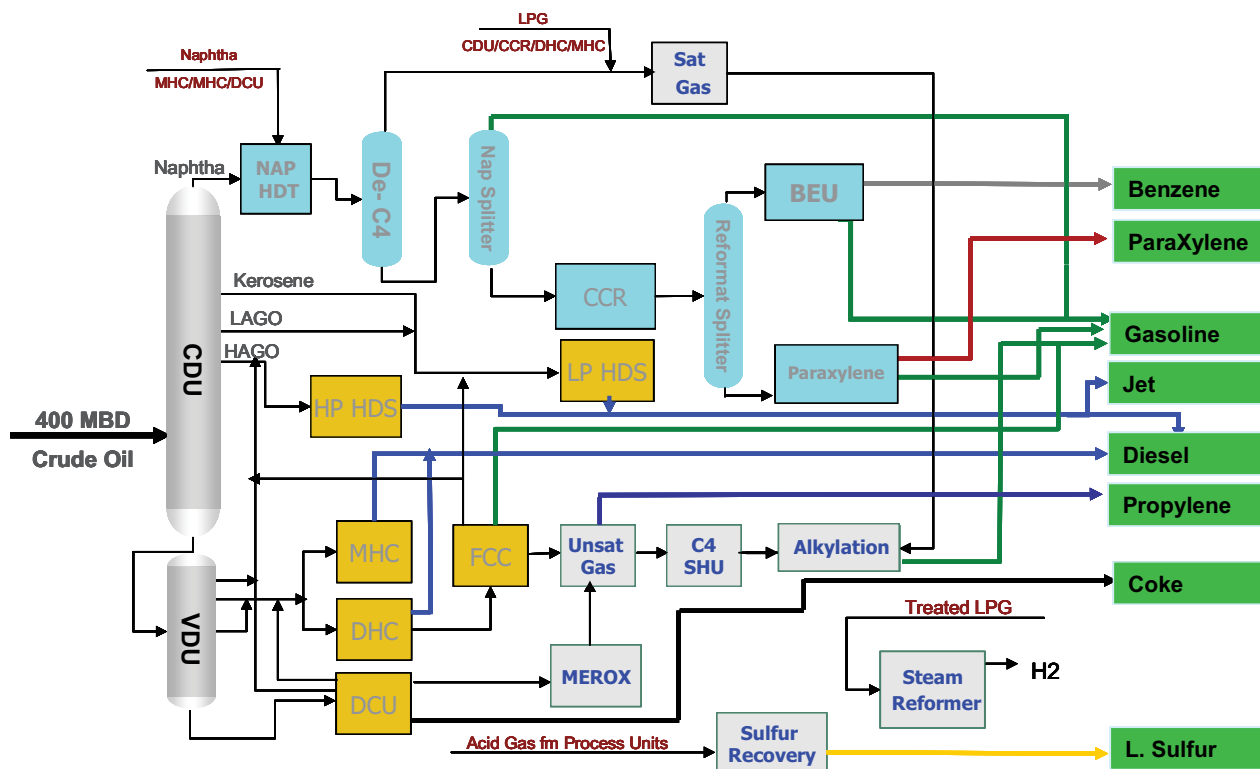 LPG
CDU/CCR/DHC/MHC
Naphtha
MHC/MHC/DCU
Sat
Gas
Naphtha
NAP
HDT
De- C4
Nap Splitter
BEU
Benzene
ParaXylene
Reformat Splitter
Kerosene
CCR
LAGO
Gasoline
HAGO
CDU
LP HDS
Paraxylene
Jet
HP HDS
400 MBD
Crude Oil
Diesel
Propylene
MHC
FCC
Unsat
Gas
C4
SHU
Alkylation
Coke
VDU
DHC
Treated LPG
MEROX
Steam
Reformer
H2
DCU
Acid Gas fm Process Units
Sulfur
Recovery
L. Sulfur